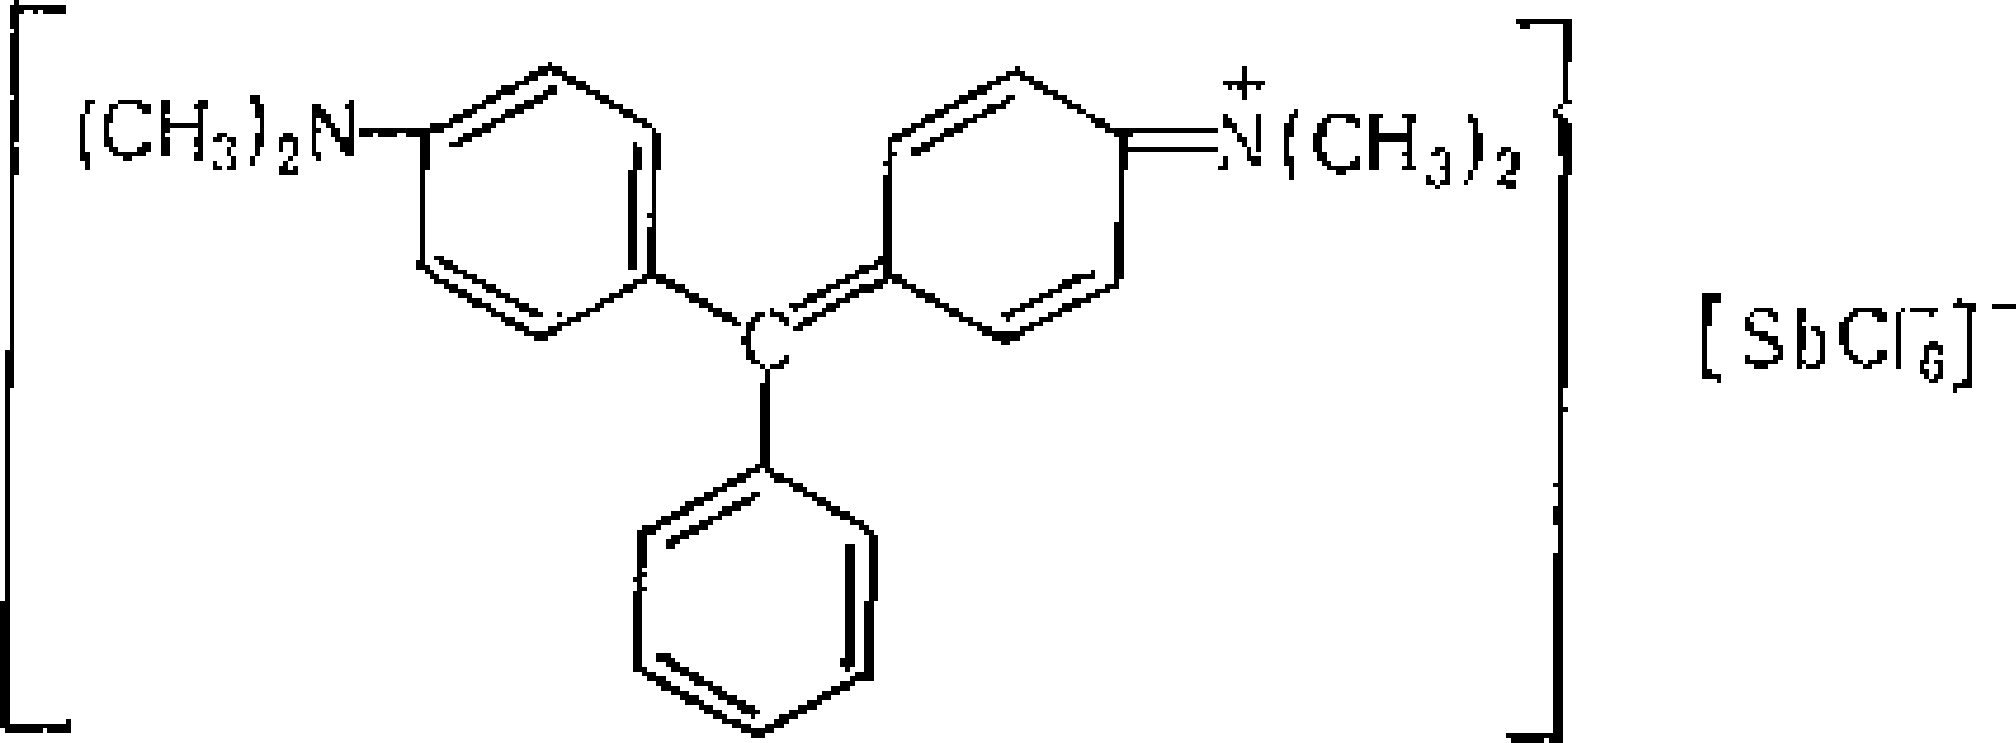 (CH₃)₂N
N⁺(CH₃)₂
C
[SbCl₆⁻]⁻